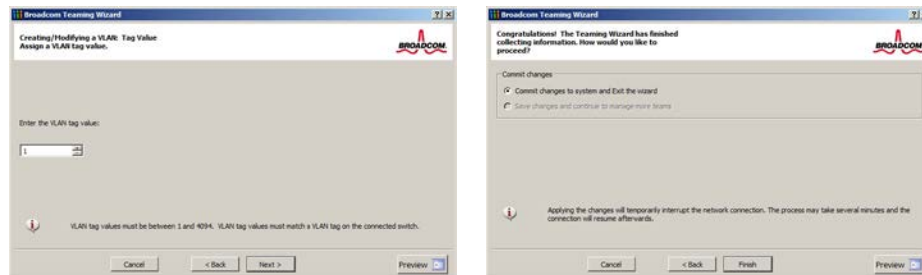 Broadcom Teaming Wizard
Creating/Modifying a VLAN: Tag Value
Assign a VLAN tag value.
BROADCOM.
Enter the VLAN tag value:
1
VLAN tag values must be between 1 and 4094. VLAN tag values must match a VLAN tag on the connected switch.
Cancel
< Back
Next >
Preview
Broadcom Teaming Wizard
Congratulations! The Teaming Wizard has finished
collecting information. How would you like to
proceed?
BROADCOM
Commit changes
Commit changes to system and Exit the wizard
Save changes and continue to manage more teams
Applying the changes will temporarily interrupt the network connection. The process may take several minutes and the
connection will resume afterwards.
Cancel
< Back
Finish
Preview